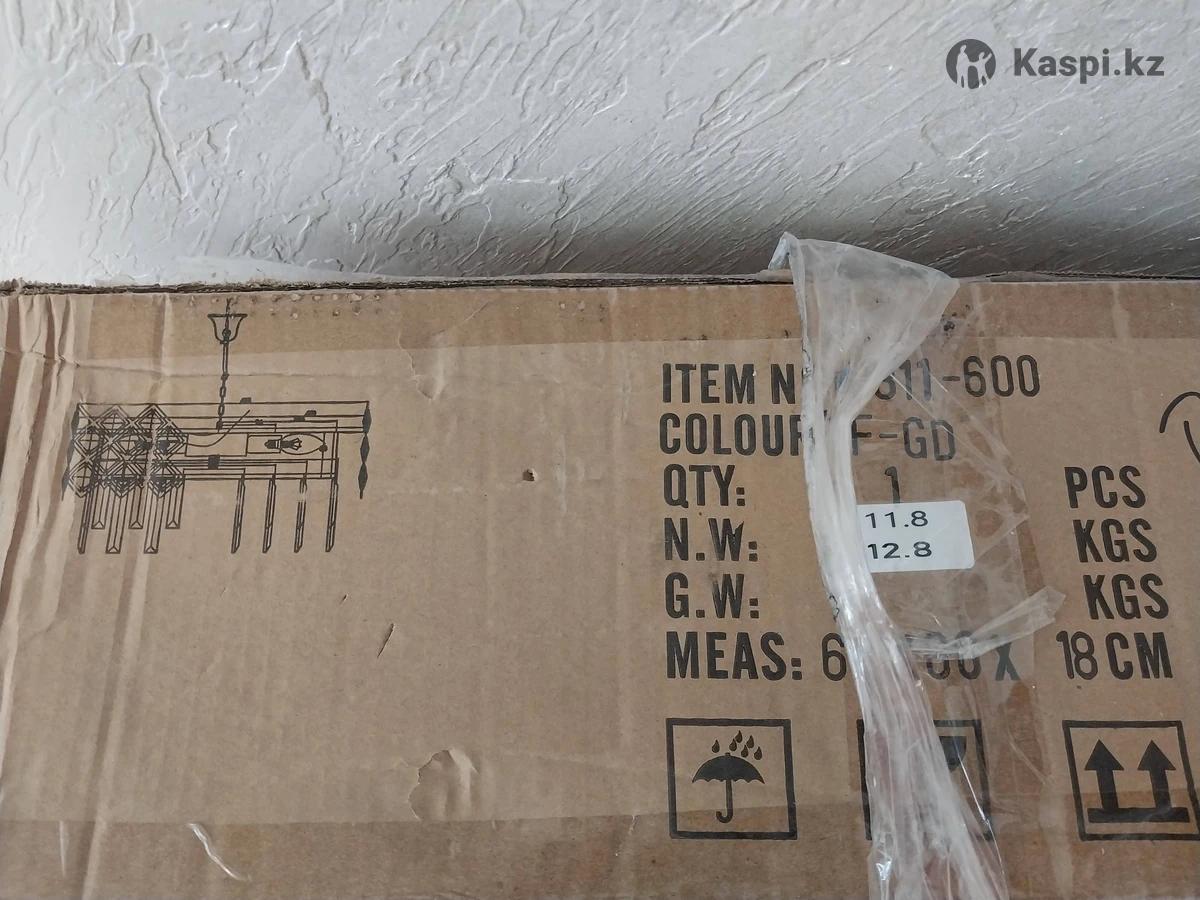 Kaspi.kz
ITEM N 611-600
COLOUR F-GD
QTY: 1 PCS
N.W: 11.8 KGS
G.W: 12.8 KGS
MEAS: 6 X 18 CM